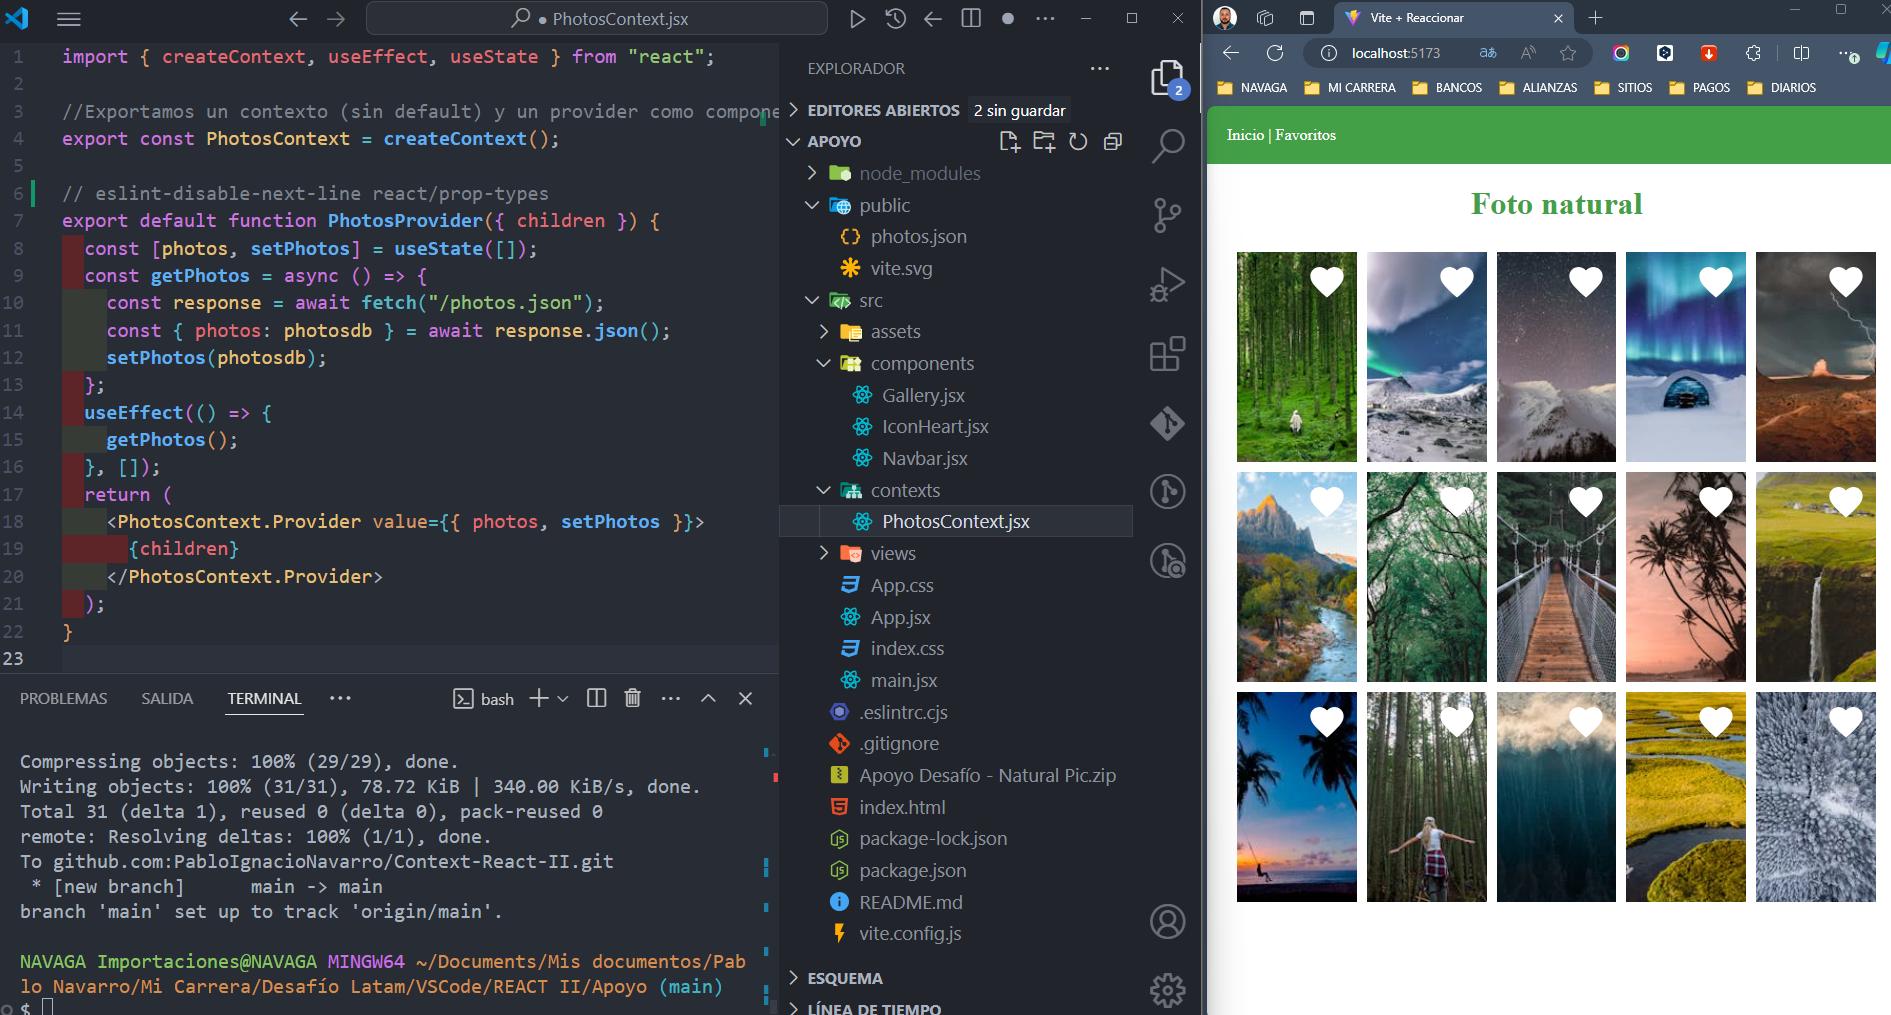 PhotosContext.jsx
1 import { createContext, useEffect, useState } from "react";
2
3 //Exportamos un contexto (sin default) y un provider como compone
4 export const PhotosContext = createContext();
5
6 // eslint-disable-next-line react/prop-types
7 export default function PhotosProvider({ children }) {
8 const [photos, setPhotos] = useState([]);
9 const getPhotos = async () => {
10 const response = await fetch("/photos.json");
11 const { photos: photosdb } = await response.json();
12 setPhotos(photosdb);
13 };
14 useEffect(() => {
15 getPhotos();
16 }, []);
17 return (
18 <PhotosContext.Provider value={{ photos, setPhotos }}>
19 {children}
20 </PhotosContext.Provider>
21 );
22 }
23
PROBLEMAS SALIDA TERMINAL ··· bash
Compressing objects: 100% (29/29), done.
Writing objects: 100% (31/31), 78.72 KiB | 340.00 KiB/s, done.
Total 31 (delta 1), reused 0 (delta 0), pack-reused 0
remote: Resolving deltas: 100% (1/1), done.
To github.com:PabloIgnacioNavarro/Context-React-II.git
* [new branch] main -> main
branch 'main' set up to track 'origin/main'.
NAVAGA Importaciones@NAVAGA MINGW64 ~/Documents/Mis documentos/Pab
lo Navarro/Mi Carrera/Desafío Latam/VSCode/REACT II/Apoyo (main)
$
EXPLORADOR
EDITORES ABIERTOS 2 sin guardar
APOYO
node_modules
public
photos.json
vite.svg
src
assets
components
Gallery.jsx
IconHeart.jsx
Navbar.jsx
contexts
PhotosContext.jsx
views
App.css
App.jsx
index.css
main.jsx
.eslintrc.cjs
.gitignore
Apoyo Desafío - Natural Pic.zip
index.html
package-lock.json
package.json
README.md
vite.config.js
ESQUEMA
LÍNEA DE TIEMPO
2
Vite + Reaccionar
localhost:5173
NAVAGA MI CARRERA BANCOS ALIANZAS SITIOS PAGOS DIARIOS
Inicio | Favoritos
Foto natural